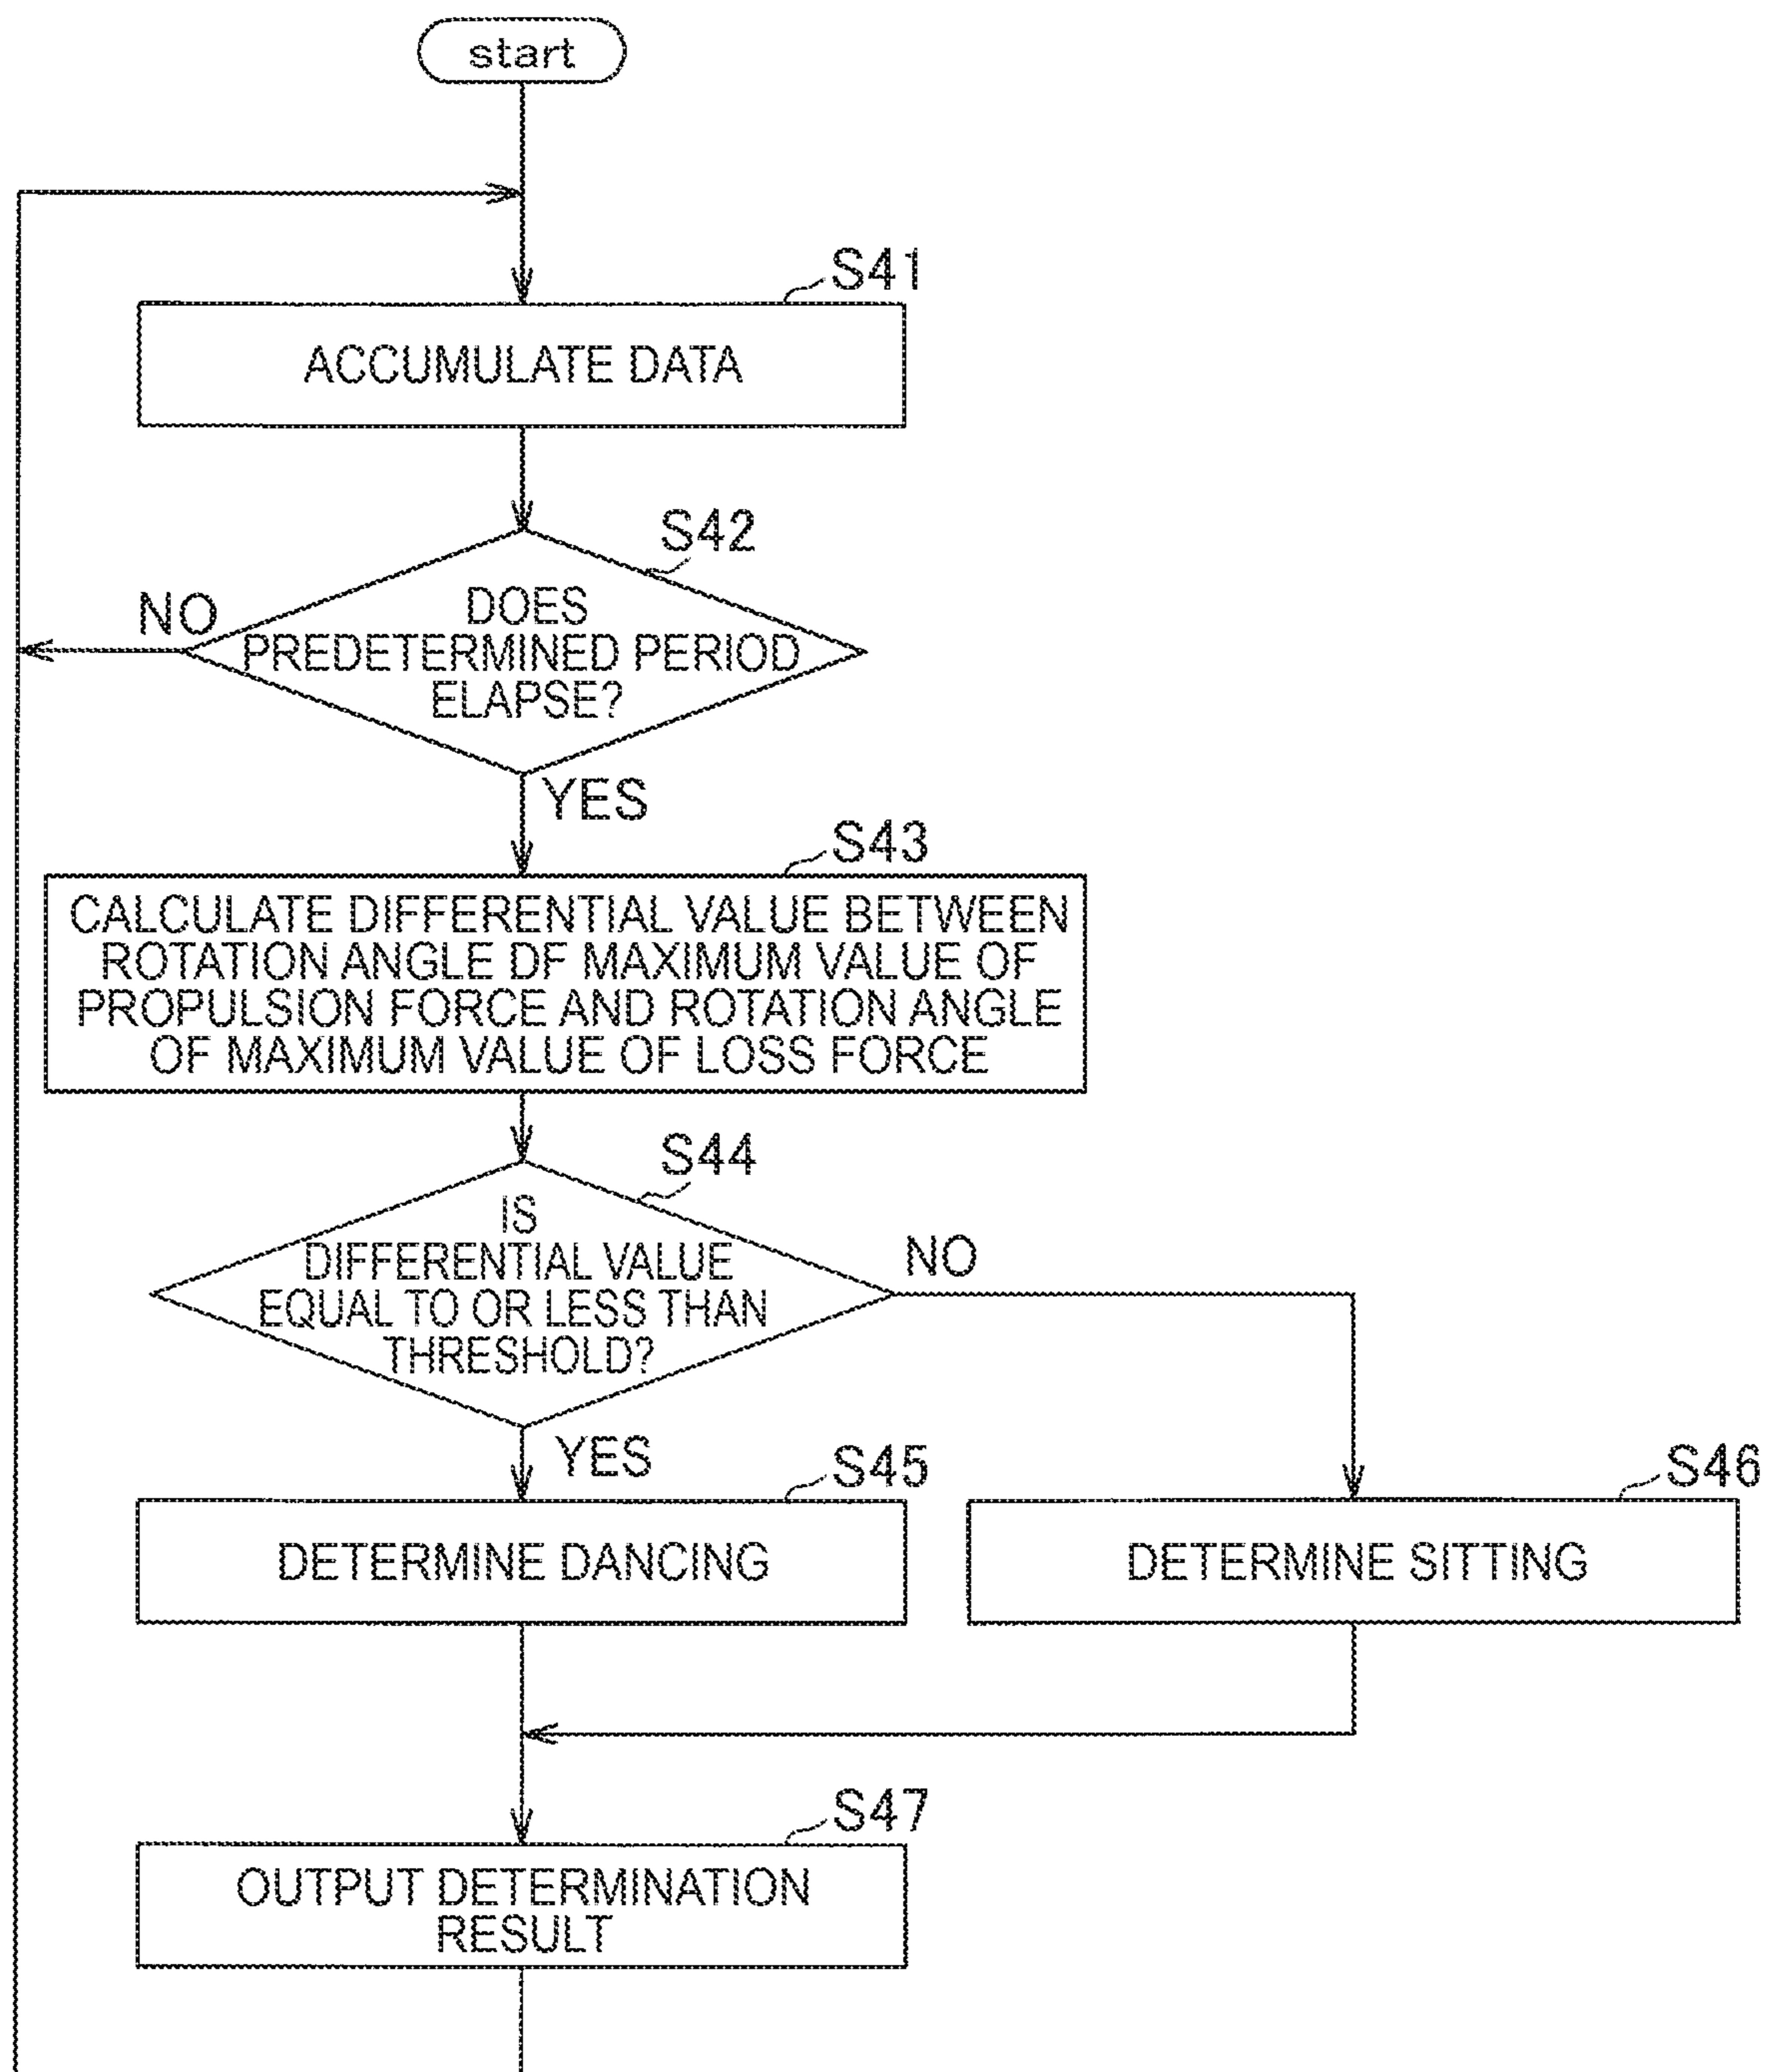 start
S41
ACCUMULATE DATA
S42
DOES
PREDETERMINED PERIOD
ELAPSE?
NO
YES
S43
CALCULATE DIFFERENTIAL VALUE BETWEEN
ROTATION ANGLE DF MAXIMUM VALUE OF
PROPULSION FORCE AND ROTATION ANGLE
OF MAXIMUM VALUE OF LOSS FORCE
S44
IS
DIFFERENTIAL VALUE
EQUAL TO OR LESS THAN
THRESHOLD?
NO
YES
S45
DETERMINE DANCING
S46
DETERMINE SITTING
S47
OUTPUT DETERMINATION
RESULT